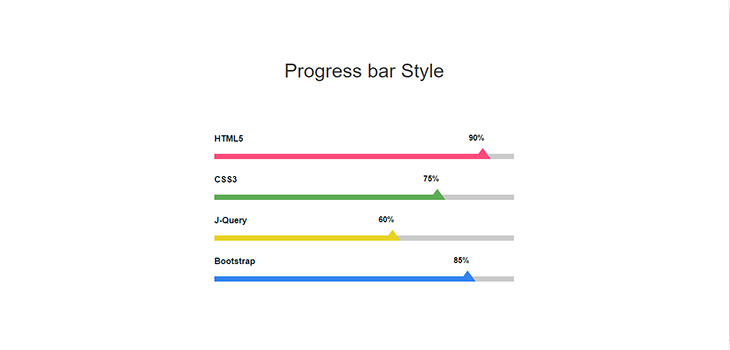 Progress bar Style
HTML5 90%
CSS3 75%
J-Query 60%
Bootstrap 85%